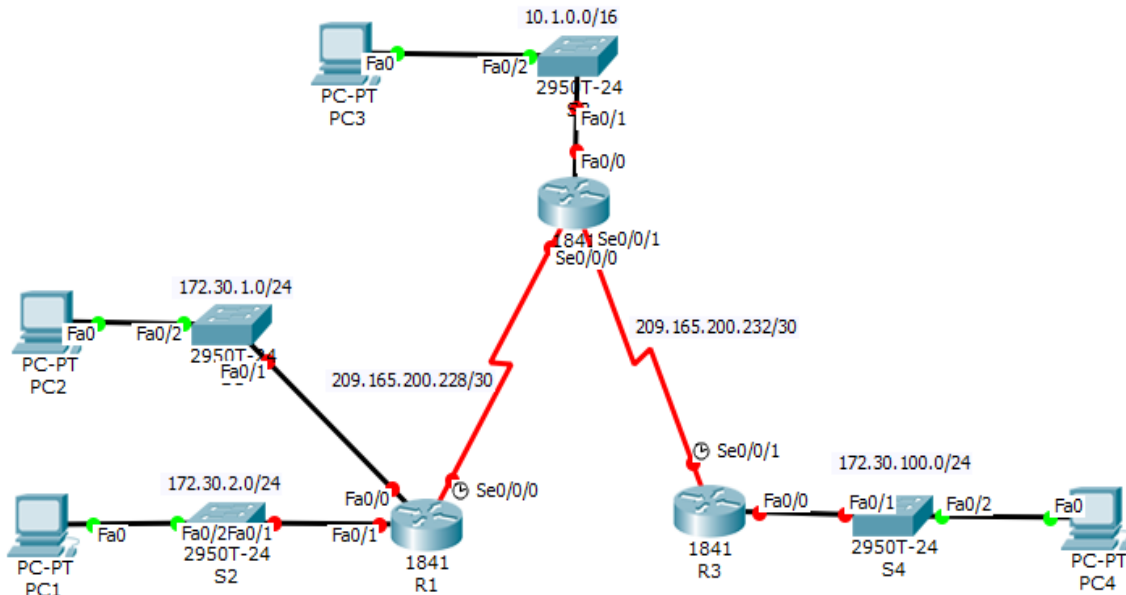 10.1.0.0/16
Fa0
Fa0/2
PC-PT
PC3
2950T-24
Fa0/1
Fa0/0
1841
Se0/0/1
Se0/0/0
172.30.1.0/24
Fa0
Fa0/2
PC-PT
PC2
2950T-24
Fa0/1
209.165.200.228/30
209.165.200.232/30
172.30.2.0/24
Fa0/0
Se0/0/0
Fa0
Fa0/2
Fa0/1
Fa0/1
PC-PT
PC1
2950T-24
S2
1841
R1
Se0/0/1
172.30.100.0/24
Fa0/0
Fa0/1
Fa0/2
Fa0
1841
R3
2950T-24
S4
PC-PT
PC4